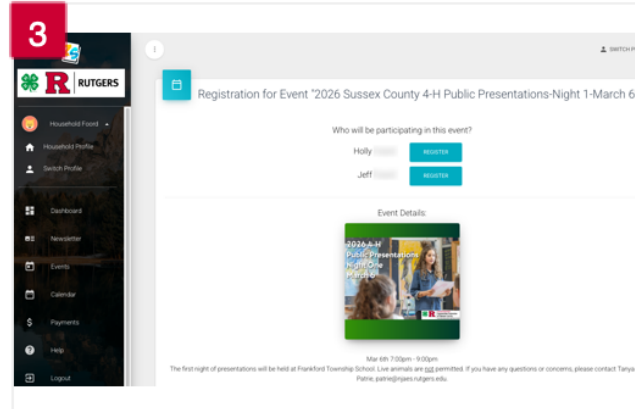 3
R RUTGERS
SWITCH P
Registration for Event "2026 Sussex County 4-H Public Presentations-Night 1-March 6
Household Foord
Household Profile
Switch Profile
Dashboard
Newsletter
Events
Calendar
Payments
Help
Logout
Who will be participating in this event?
Holly REGISTER
Jeff REGISTER
Event Details:
2026 4-H
Public Presentations
Night One
March 6
Mar 6th 7:00pm - 9:00pm
The first night of presentations will be held at Frankford Township School. Live animals are not permitted. If you have any questions or concerns, please contact Tanya
Patrie, patrie@njaes.rutgers.edu.